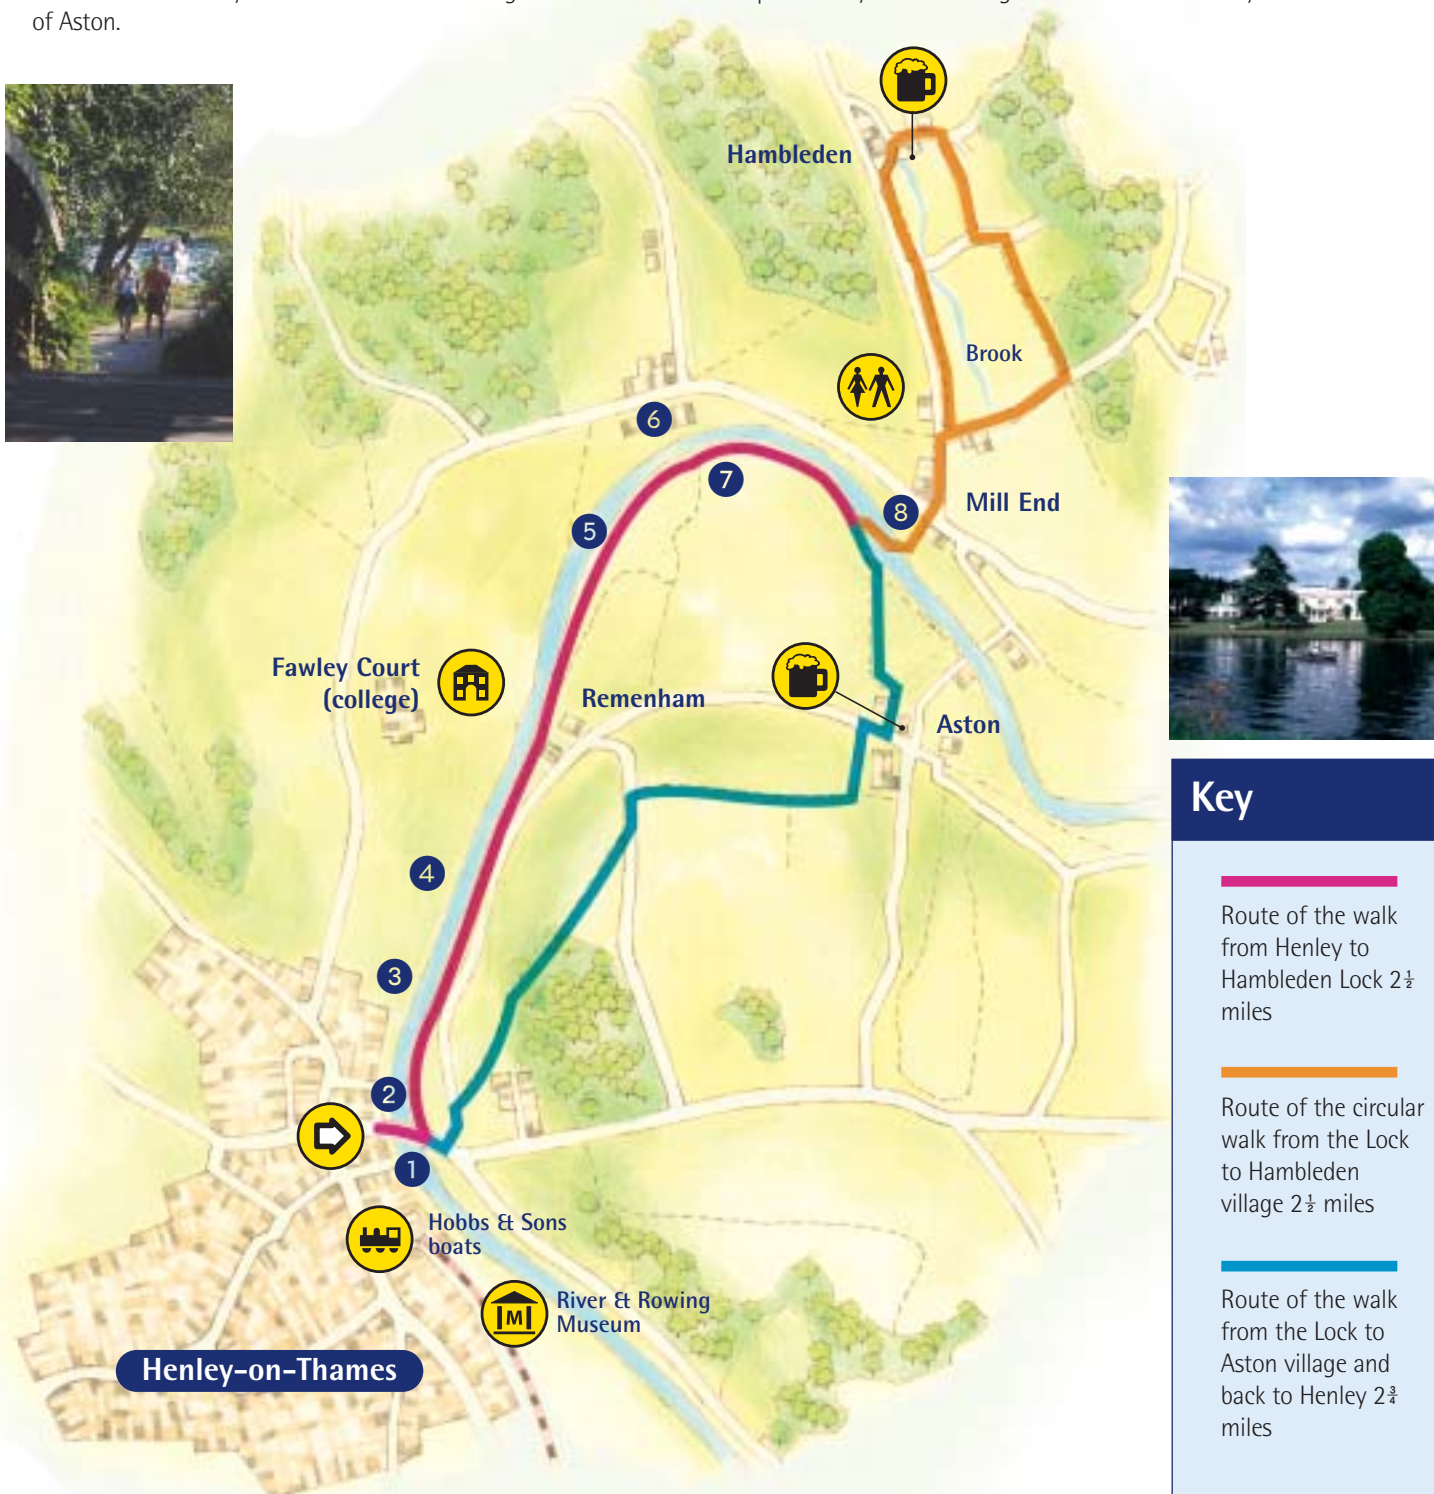 of Aston.
Hambleden
Brook
6
7
Mill End
8
5
Fawley Court
(college)
Remenham
Aston
4
3
2
1
Hobbs & Sons
boats
River & Rowing
Museum
M
Henley-on-Thames
Key
Route of the walk
from Henley to
Hambleden Lock 2½
miles
Route of the circular
walk from the Lock
to Hambleden
village 2½ miles
Route of the walk
from the Lock to
Aston village and
back to Henley 2¾
miles